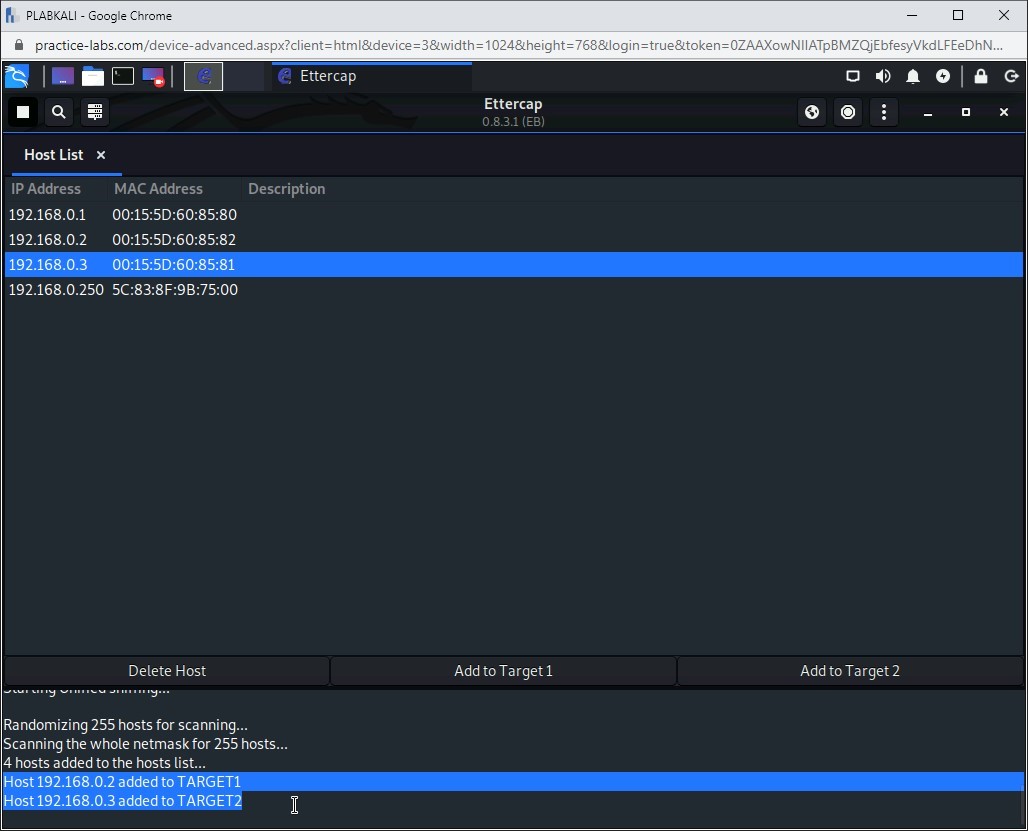 PLABKALI - Google Chrome
practice-labs.com/device-advanced.aspx?client=html&device=3&width=1024&height=768&login=true&token=0ZAAXowNIIATpBMZQjEbfesyVkdLFEeDhN...
Ettercap
Ettercap
0.8.3.1 (EB)
Host List
IP Address MAC Address Description
192.168.0.1 00:15:5D:60:85:80
192.168.0.2 00:15:5D:60:85:82
192.168.0.3 00:15:5D:60:85:81
192.168.0.250 5C:83:8F:9B:75:00
Delete Host Add to Target 1 Add to Target 2
Starting Unified sniffing...
Randomizing 255 hosts for scanning...
Scanning the whole netmask for 255 hosts...
4 hosts added to the hosts list...
Host 192.168.0.2 added to TARGET1
Host 192.168.0.3 added to TARGET2